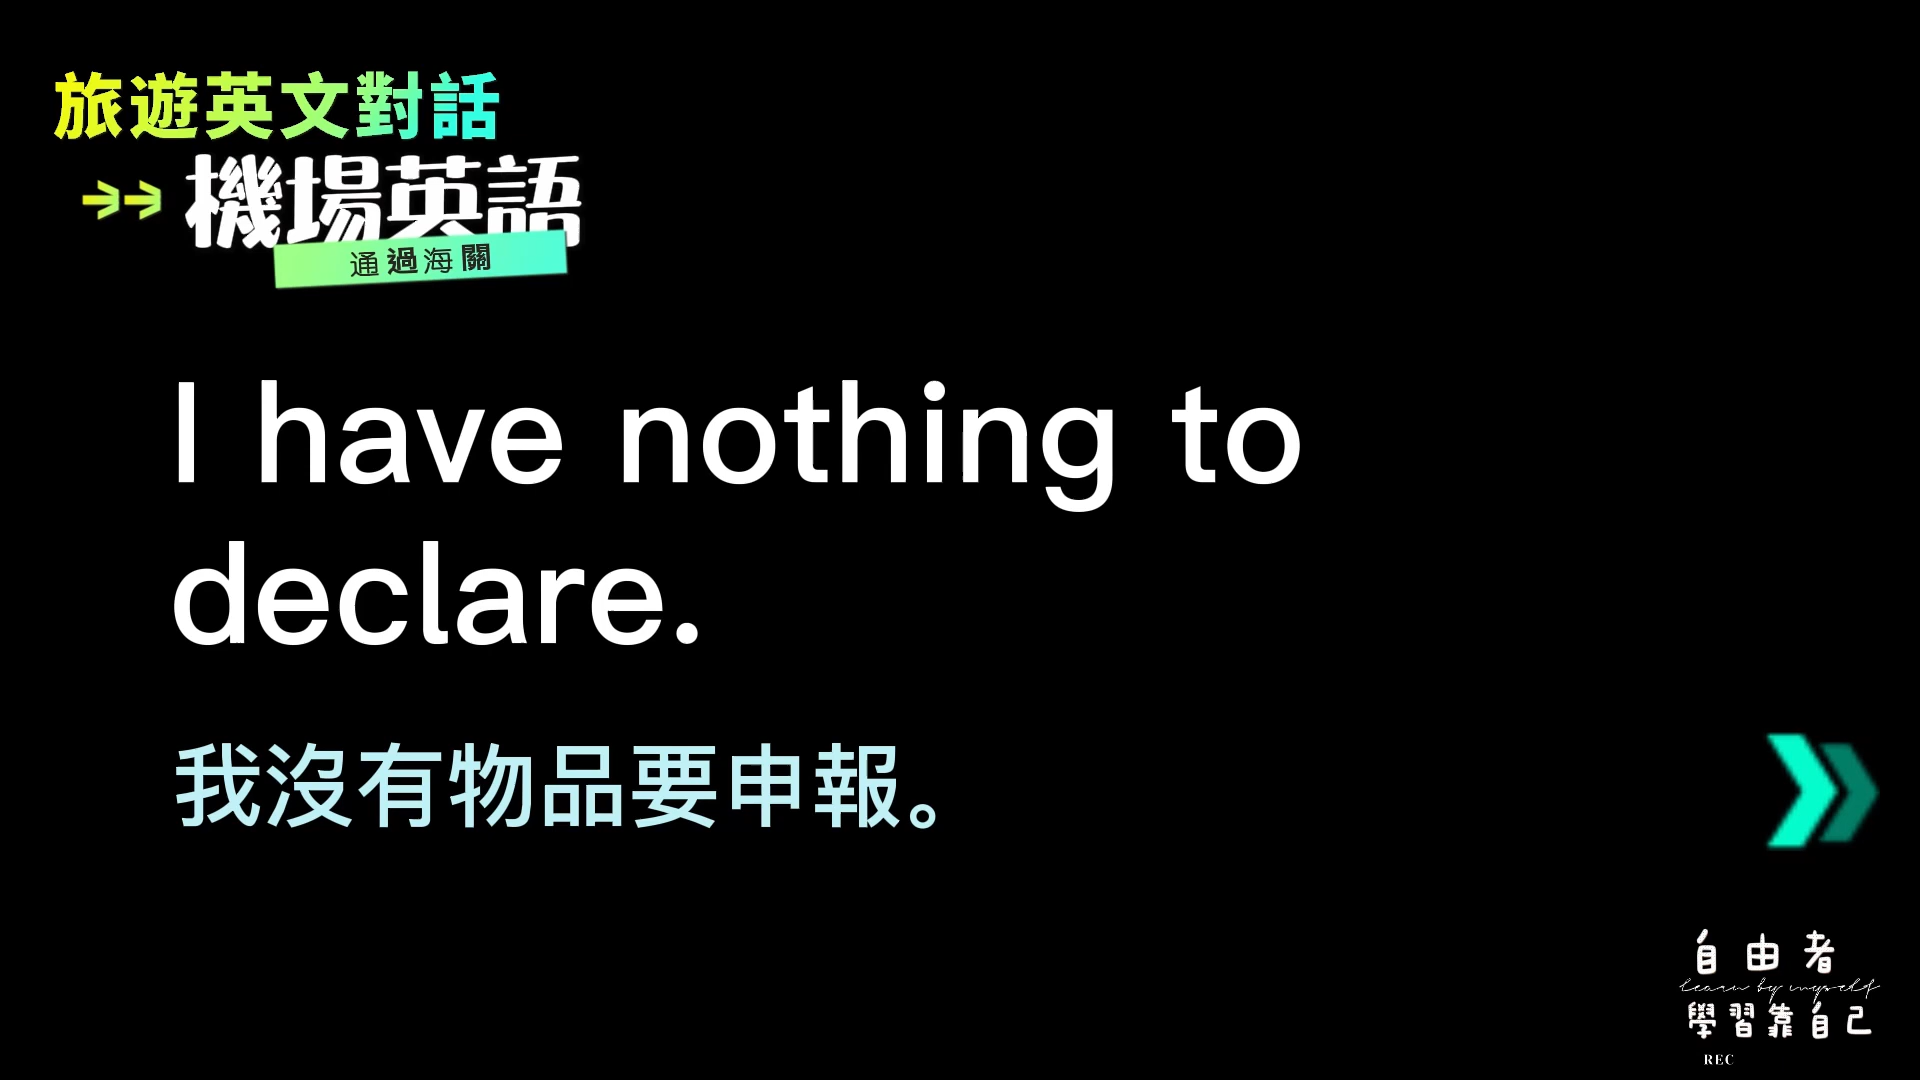 旅遊英文對話
機場英語
通過海關
I have nothing to
declare.
我沒有物品要申報。
自由者
learn by myself
學習靠自己
REC